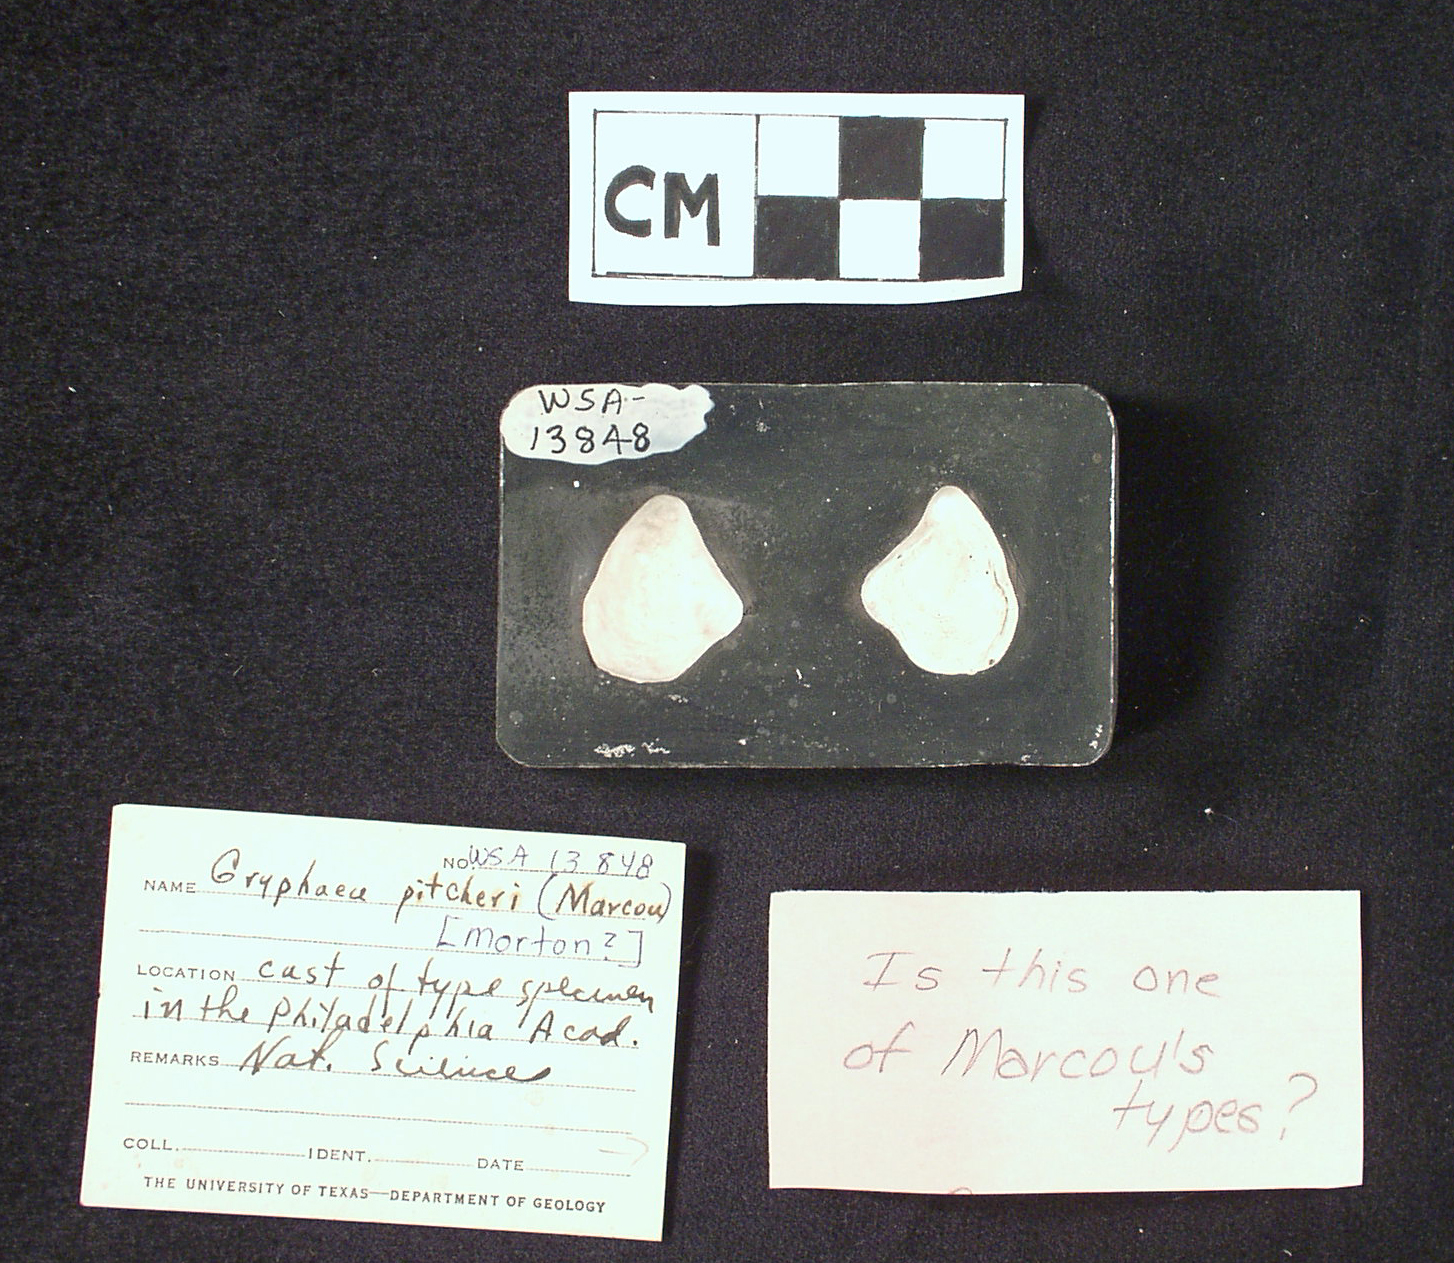 CM
WSA-
13848
NO. WSA 13848
NAME Gryphaea pitcheri (Marcou)
[Morton?]
LOCATION cast of type specimen
in the Philadelphia Acad.
REMARKS Nat. Sciences
COLL. IDENT. DATE
THE UNIVERSITY OF TEXAS—DEPARTMENT OF GEOLOGY
Is this one
of Marcou's
types?